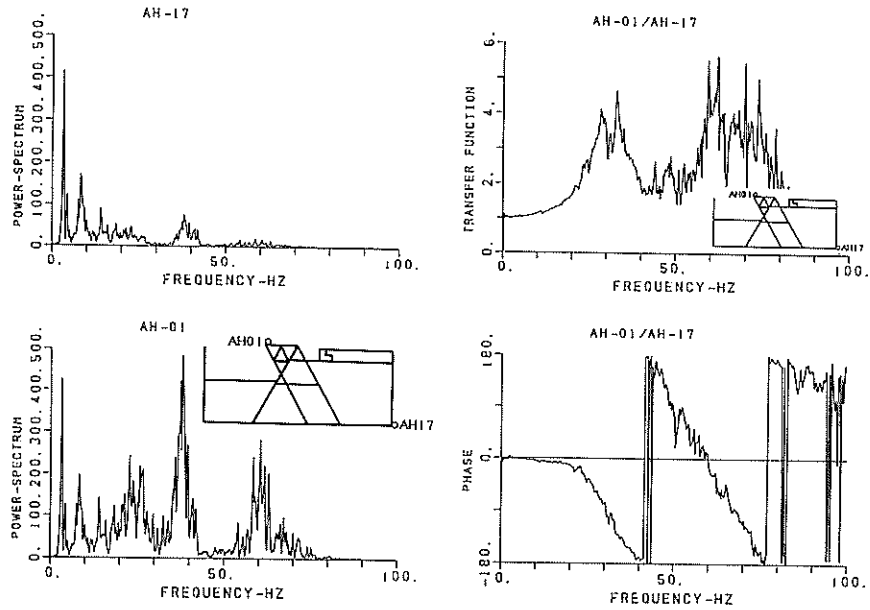 AH-17
500.
400.
300.
200.
100.
0.
POWER-SPECTRUM
0. 50. 100.
FREQUENCY-HZ
AH-01/AH-17
6.
4.
2.
0.
TRANSFER FUNCTION
AH01
AH17
0. 50. 100.
FREQUENCY-HZ
AH-01
500.
400.
300.
200.
100.
0.
POWER-SPECTRUM
AH01
AH17
0. 50. 100.
FREQUENCY-HZ
AH-01/AH-17
180.
0.
-180.
PHASE
0. 50. 100.
FREQUENCY-HZ